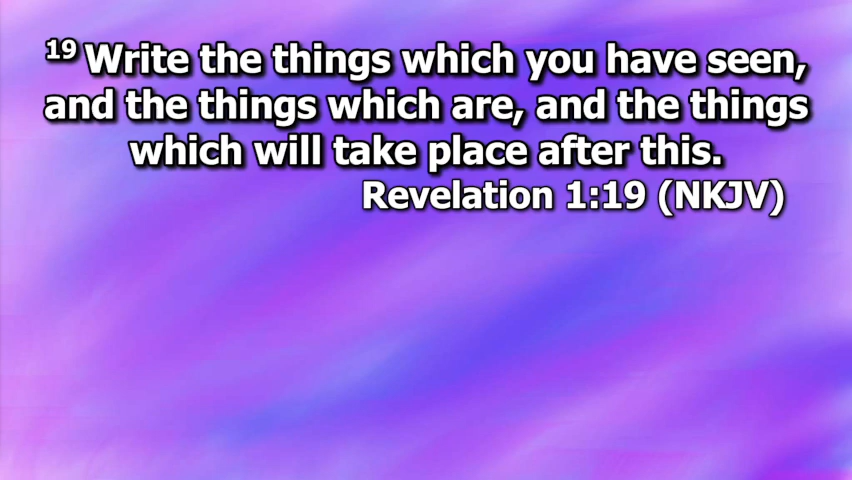 19 Write the things which you have seen,
and the things which are, and the things
which will take place after this.
Revelation 1:19 (NKJV)